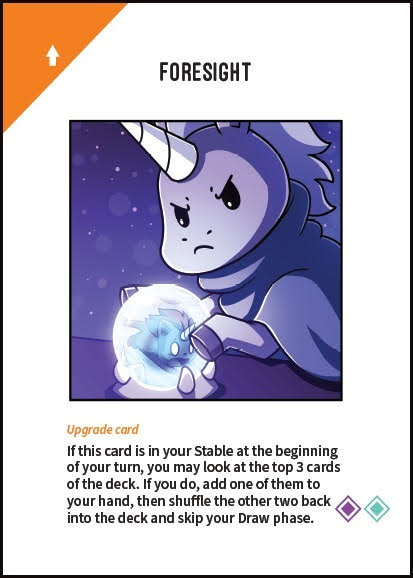 FORESIGHT
Upgrade card
If this card is in your Stable at the beginning
of your turn, you may look at the top 3 cards
of the deck. If you do, add one of them to
your hand, then shuffle the other two back
into the deck and skip your Draw phase.